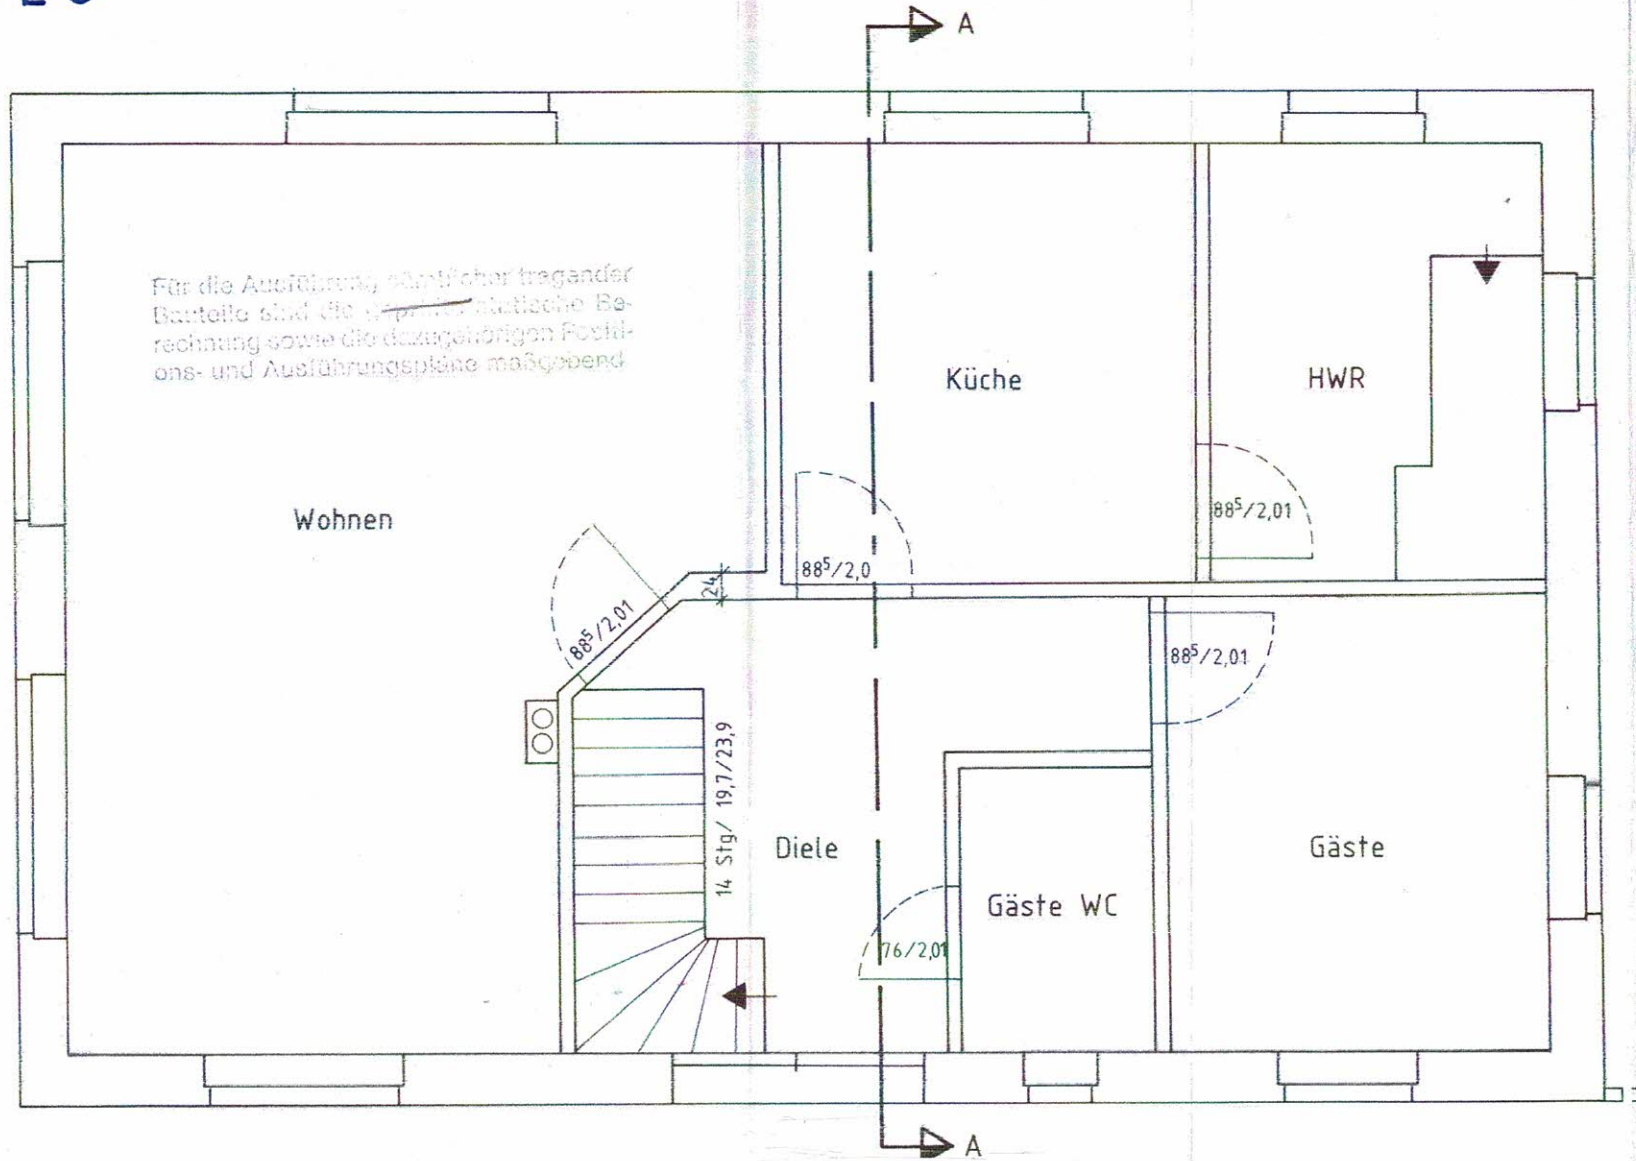 A
Für die Ausführung sämtlicher tragender
Bauteile sind die statische Be-
rechnung sowie die dazugehörigen Positi-
ons- und Ausführungspläne maßgebend
Küche
HWR
Wohnen
88⁵/2,01
88⁵/2,0
24
88⁵/2,01
88⁵/2,01
14 Stg/ 19,7/23,9
Diele
Gäste
Gäste WC
76/2,01
A